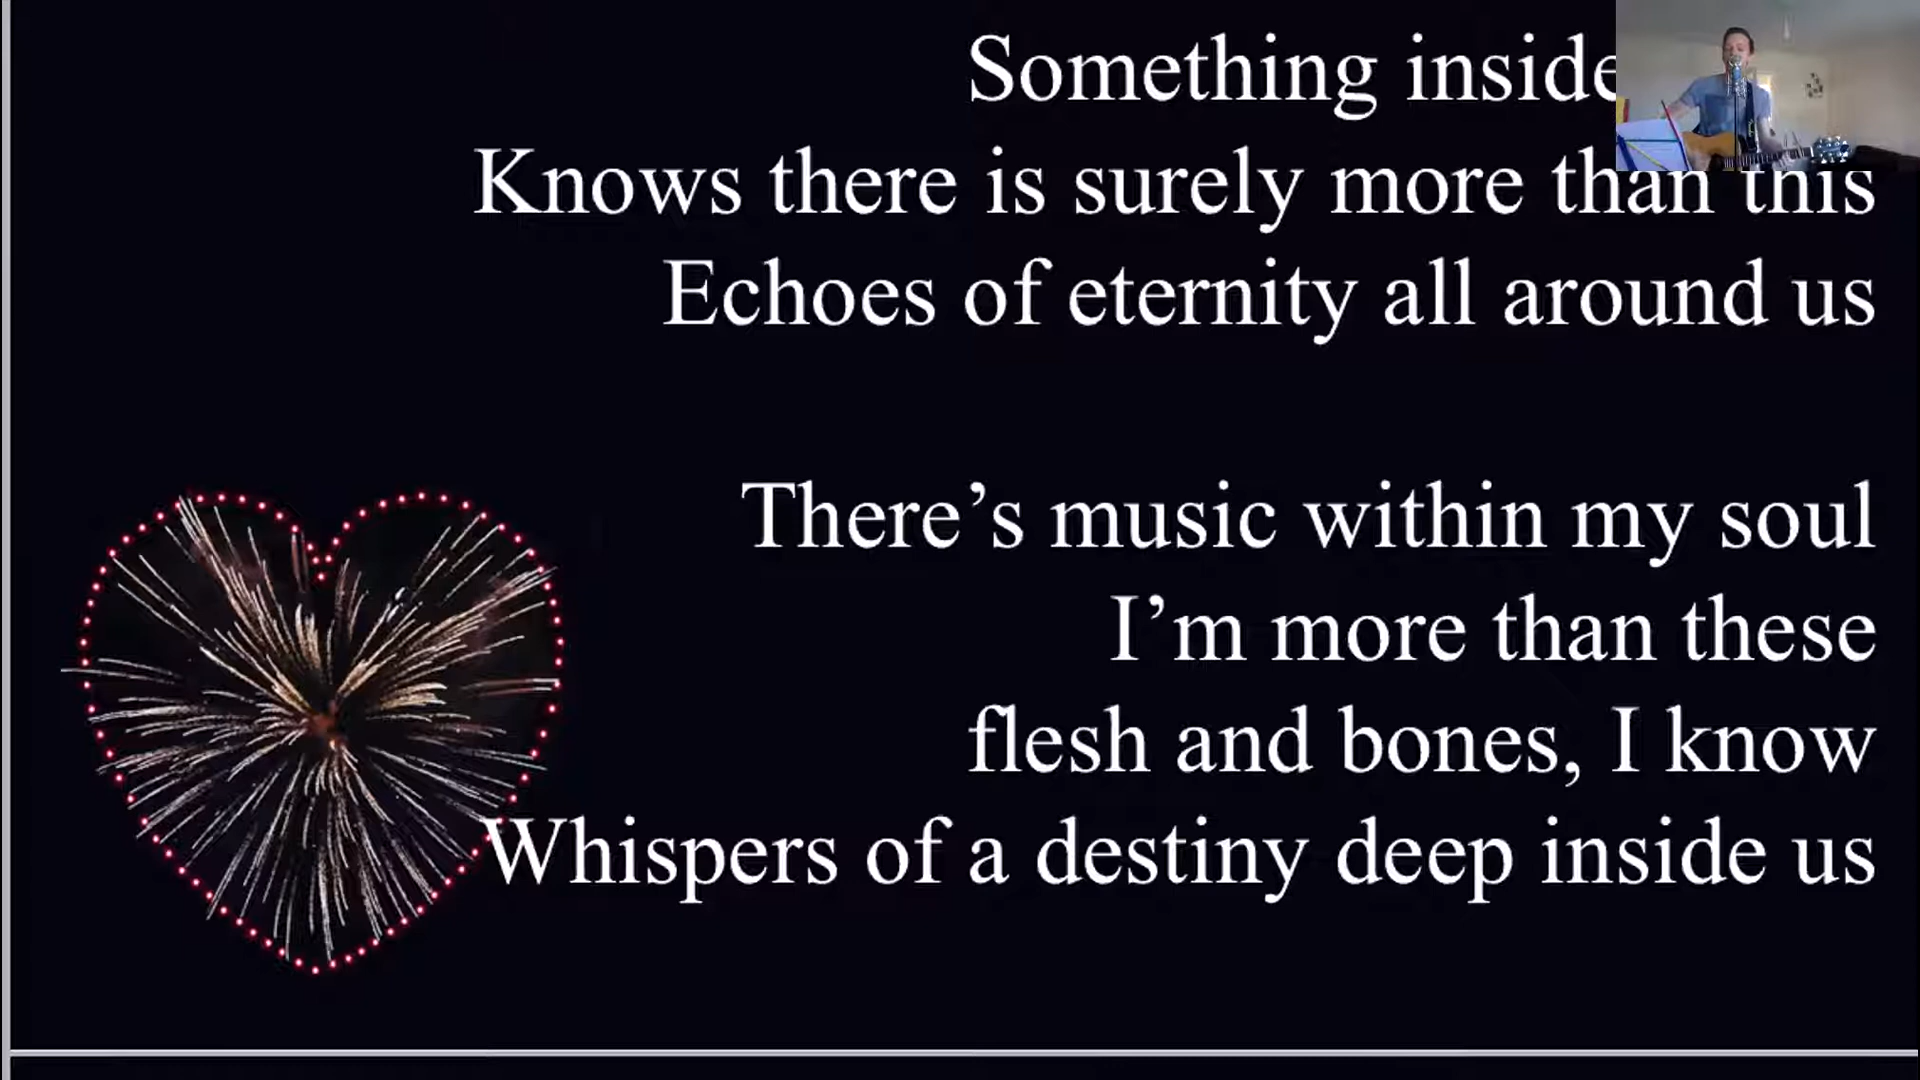 Something inside
Knows there is surely more than this
Echoes of eternity all around us
There’s music within my soul
I’m more than these
flesh and bones, I know
Whispers of a destiny deep inside us